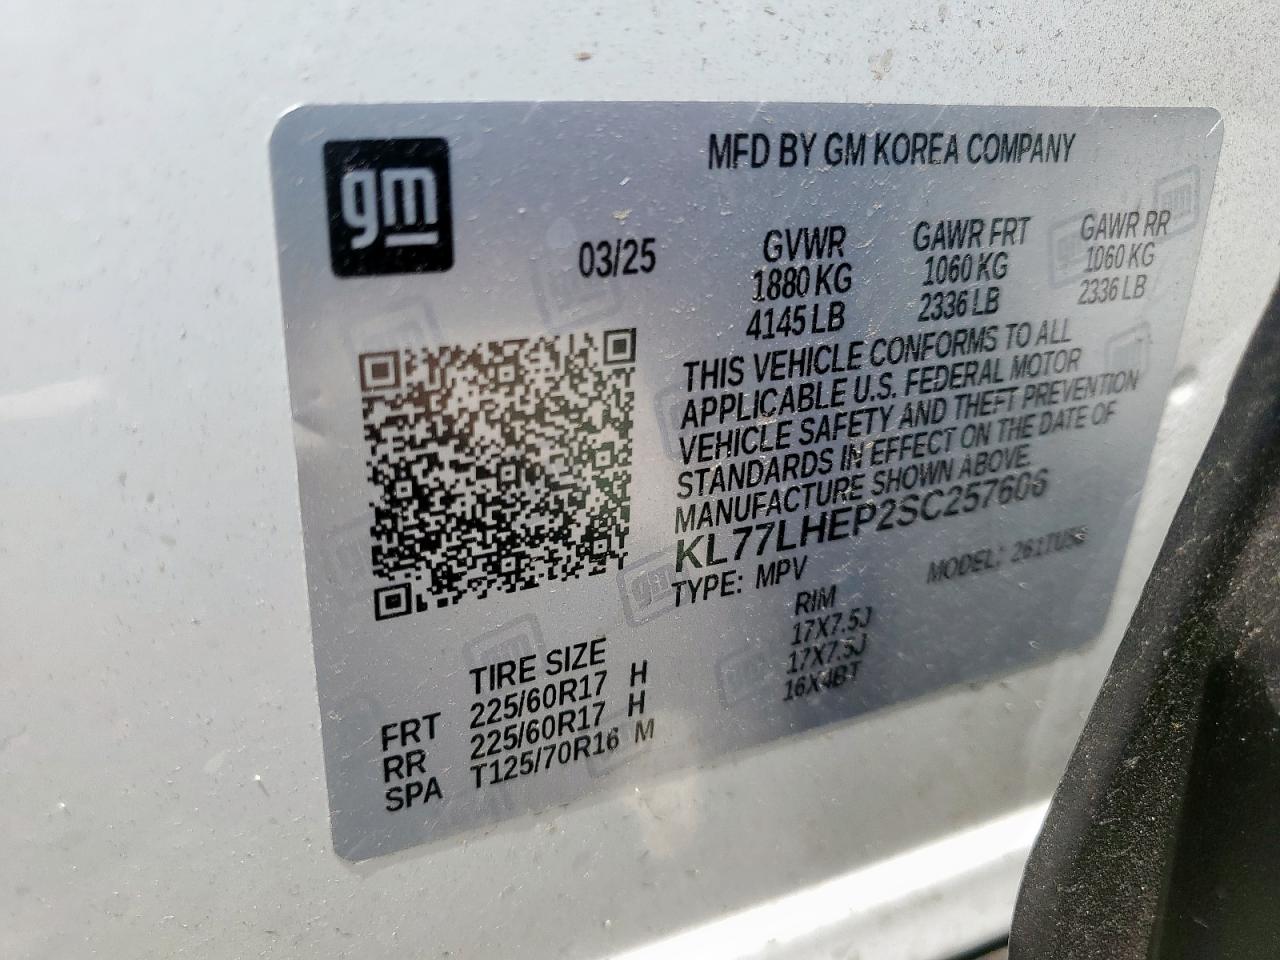 gm
MFD BY GM KOREA COMPANY
03/25
GVWR GAWR FRT GAWR RR
1880 KG 1060 KG 1060 KG
4145 LB 2336 LB 2336 LB
THIS VEHICLE CONFORMS TO ALL
APPLICABLE U.S. FEDERAL MOTOR
VEHICLE SAFETY AND THEFT PREVENTION
STANDARDS IN EFFECT ON THE DATE OF
MANUFACTURE SHOWN ABOVE.
KL77LHEP2SC257606
TYPE: MPV MODEL:
TIRE SIZE RIM
FRT 225/60R17 H 17X7.5J
RR 225/60R17 H 17X7.5J
SPA T125/70R16 M 16X4BT